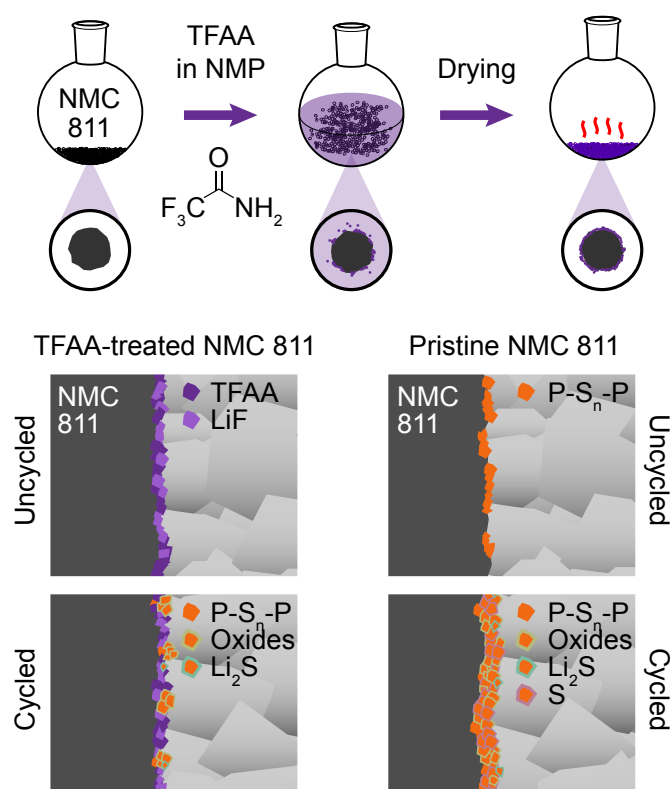 TFAA
in NMP
Drying
NMC
811
O
F₃C
NH₂
TFAA-treated NMC 811
Pristine NMC 811
Uncycled
NMC
811
TFAA
LiF
NMC
811
P-Sₙ-P
Uncycled
Cycled
P-Sₙ-P
Oxides
Li₂S
P-Sₙ-P
Oxides
Li₂S
S
Cycled